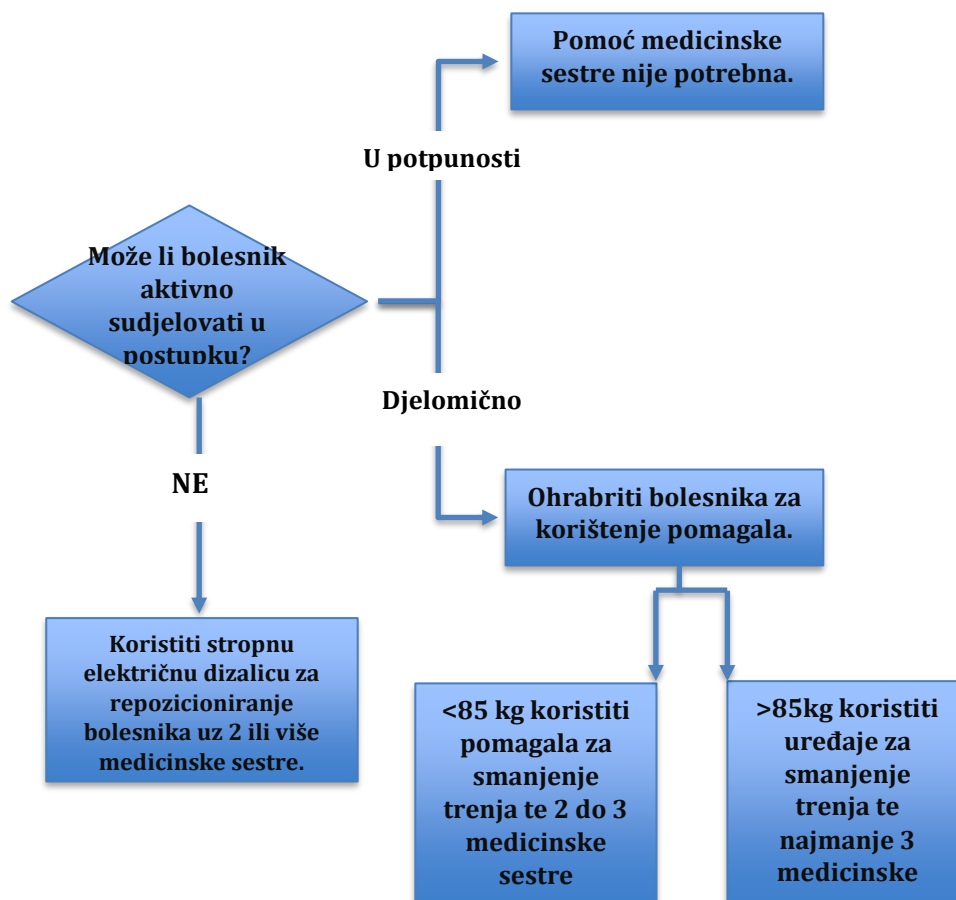 Pomoć medicinske
sestre nije potrebna.
U potpunosti
Može li bolesnik
aktivno
sudjelovati u
postupku?
Djelomično
NE
Ohrabriti bolesnika za
korištenje pomagala.
Koristiti stropnu
električnu dizalicu za
repozicioniranje
bolesnika uz 2 ili više
medicinske sestre.
<85 kg koristiti
pomagala za
smanjenje
trenja te 2 do 3
medicinske
sestre
>85kg koristiti
uređaje za
smanjenje
trenja te
najmanje 3
medicinske